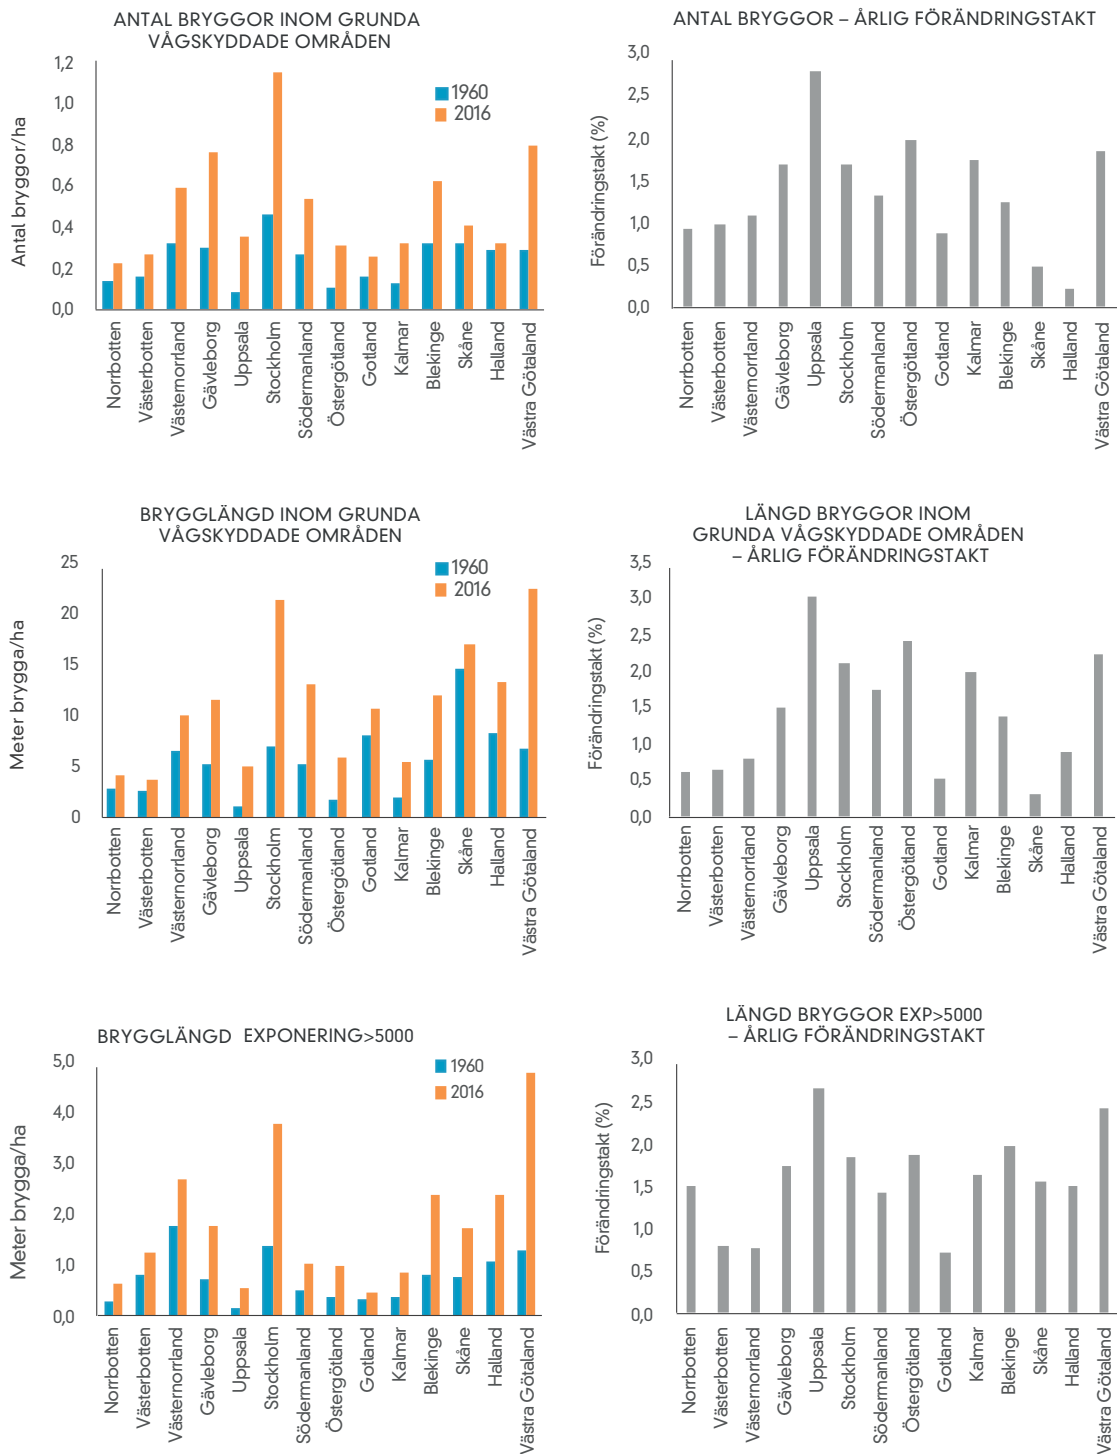 ANTAL BRYGGOR INOM GRUNDA
VÅGSKYDDADE OMRÅDEN
Antal bryggor/ha
1,2
1,0
0,8
0,6
0,4
0,2
0,0
1960
2016
Norrbotten
Västerbotten
Västernorrland
Gävleborg
Uppsala
Stockholm
Södermanland
Östergötland
Gotland
Kalmar
Blekinge
Skåne
Halland
Västra Götaland
ANTAL BRYGGOR – ÅRLIG FÖRÄNDRINGSTAKT
Förändringstakt (%)
3,0
2,5
2,0
1,5
1,0
0,5
0,0
Norrbotten
Västerbotten
Västernorrland
Gävleborg
Uppsala
Stockholm
Södermanland
Östergötland
Gotland
Kalmar
Blekinge
Skåne
Halland
Västra Götaland
BRYGGLÄNGD INOM GRUNDA
VÅGSKYDDADE OMRÅDEN
Meter brygga/ha
25
20
15
10
5
0
1960
2016
Norrbotten
Västerbotten
Västernorrland
Gävleborg
Uppsala
Stockholm
Södermanland
Östergötland
Gotland
Kalmar
Blekinge
Skåne
Halland
Västra Götaland
LÄNGD BRYGGOR INOM
GRUNDA VÅGSKYDDADE OMRÅDEN
– ÅRLIG FÖRÄNDRINGSTAKT
Förändringstakt (%)
3,5
3,0
2,5
2,0
1,5
1,0
0,5
0,0
Norrbotten
Västerbotten
Västernorrland
Gävleborg
Uppsala
Stockholm
Södermanland
Östergötland
Gotland
Kalmar
Blekinge
Skåne
Halland
Västra Götaland
BRYGGLÄNGD EXPONERING>5000
Meter brygga/ha
5,0
4,0
3,0
2,0
1,0
0,0
1960
2016
Norrbotten
Västerbotten
Västernorrland
Gävleborg
Uppsala
Stockholm
Södermanland
Östergötland
Gotland
Kalmar
Blekinge
Skåne
Halland
Västra Götaland
LÄNGD BRYGGOR EXP>5000
– ÅRLIG FÖRÄNDRINGSTAKT
Förändringstakt (%)
3,0
2,5
2,0
1,5
1,0
0,5
0,0
Norrbotten
Västerbotten
Västernorrland
Gävleborg
Uppsala
Stockholm
Södermanland
Östergötland
Gotland
Kalmar
Blekinge
Skåne
Halland
Västra Götaland